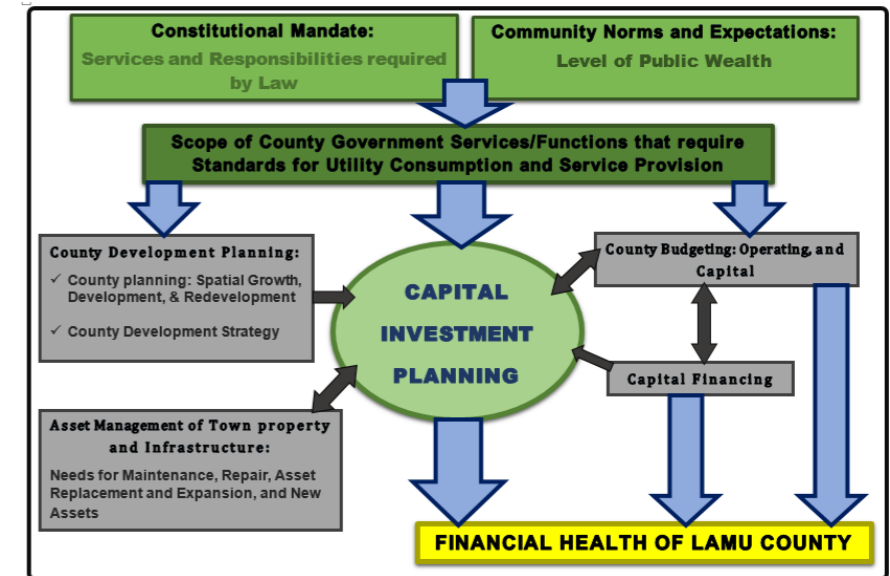 Constitutional Mandate:
Services and Responsibilities required
by Law
Community Norms and Expectations:
Level of Public Wealth
Scope of County Government Services/Functions that require
Standards for Utility Consumption and Service Provision
County Development Planning:
✓ County planning: Spatial Growth,
Development, & Redevelopment
✓ County Development Strategy
CAPITAL
INVESTMENT
PLANNING
County Budgeting: Operating, and
Capital
Capital Financing
Asset Management of Town property
and Infrastructure:
Needs for Maintenance, Repair, Asset
Replacement and Expansion, and New
Assets
FINANCIAL HEALTH OF LAMU COUNTY